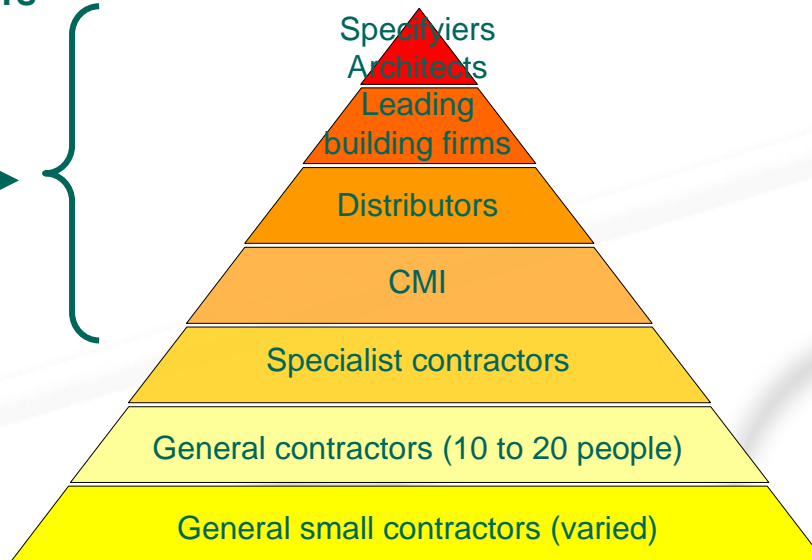 Specifyiers
Architects
Leading
building firms
Distributors
CMI
Specialist contractors
General contractors (10 to 20 people)
General small contractors (varied)